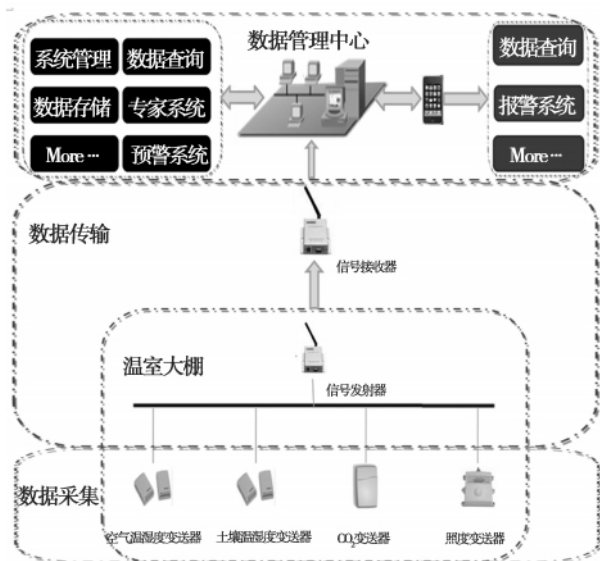 数据管理中心
系统管理 数据查询
数据存储 专家系统
More… 预警系统
数据查询
报警系统
More…
数据传输
信号接收器
温室大棚
信号发射器
数据采集
空气温湿度变送器 土壤温湿度变送器 CO₂变送器 照度变送器